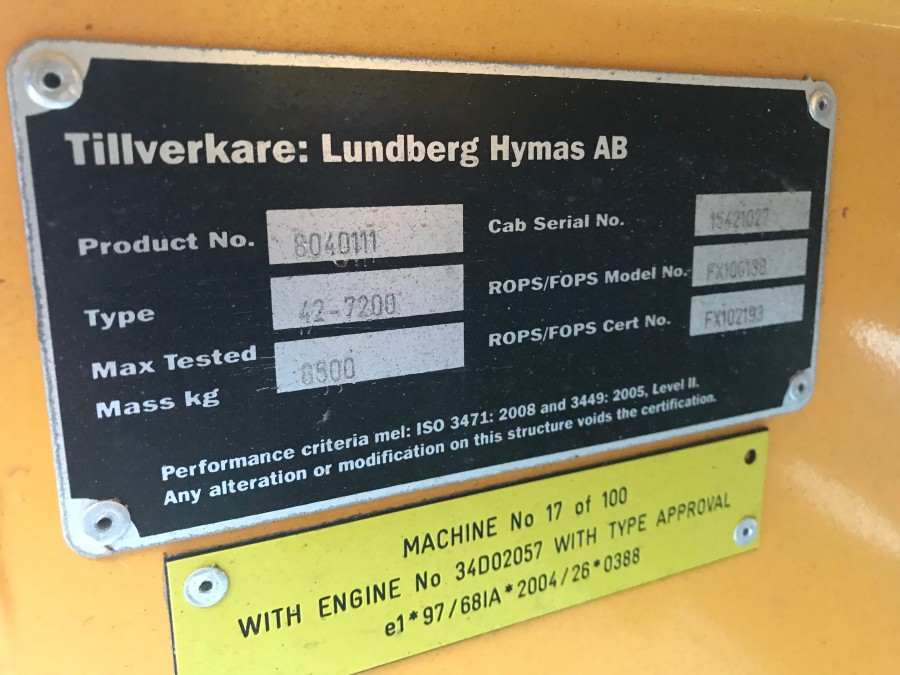 Tillverkare: Lundberg Hymas AB
Product No. 6040111
Type 42-7200
Max Tested
Mass kg 8500
Cab Serial No. 15421027
ROPS/FOPS Model No. FX100138
ROPS/FOPS Cert No. FX102193
Performance criteria mel: ISO 3471: 2008 and 3449: 2005, Level II.
Any alteration or modification on this structure voids the certification.
MACHINE No 17 of 100
WITH ENGINE No 34D02057 WITH TYPE APPROVAL
e1*97/68IA*2004/26*0388